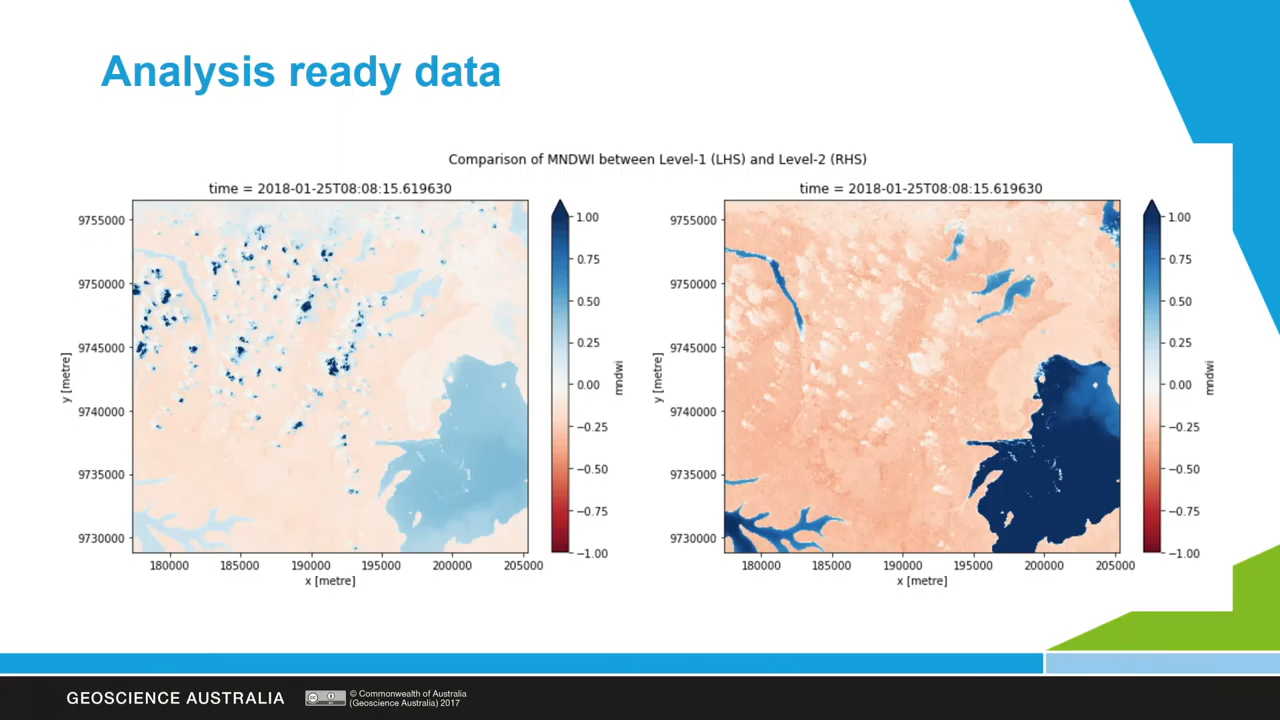 Analysis ready data
Comparison of MNDWI between Level-1 (LHS) and Level-2 (RHS)
time = 2018-01-25T08:08:15.619630
9755000
9750000
9745000
9740000
9735000
9730000
y [metre]
180000 185000 190000 195000 200000 205000
x [metre]
1.00
0.75
0.50
0.25
0.00
−0.25
−0.50
−0.75
−1.00
mndwi
time = 2018-01-25T08:08:15.619630
9755000
9750000
9745000
9740000
9735000
9730000
y [metre]
180000 185000 190000 195000 200000 205000
x [metre]
1.00
0.75
0.50
0.25
0.00
−0.25
−0.50
−0.75
−1.00
mndwi
GEOSCIENCE AUSTRALIA
© Commonwealth of Australia
(Geoscience Australia) 2017